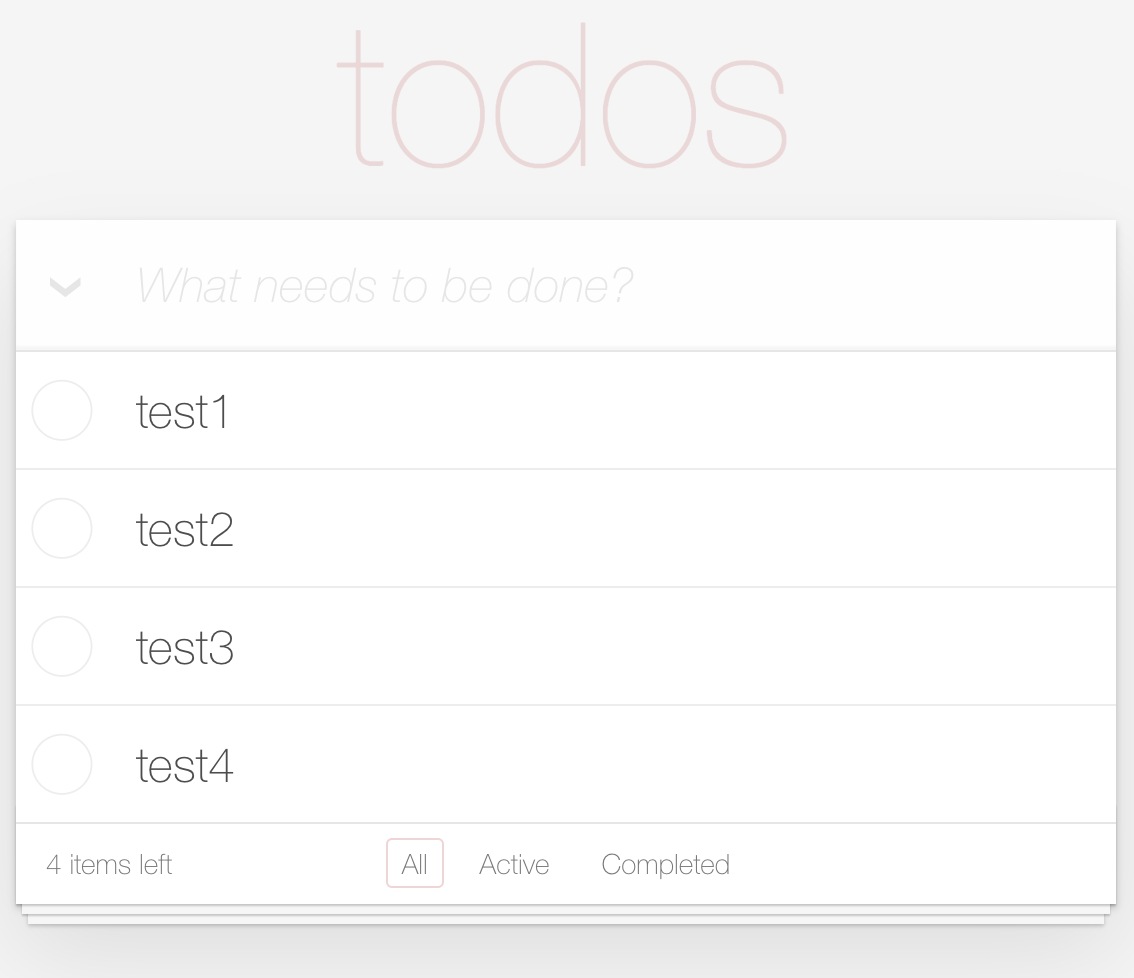 todos
What needs to be done?
test1
test2
test3
test4
4 items left All Active Completed